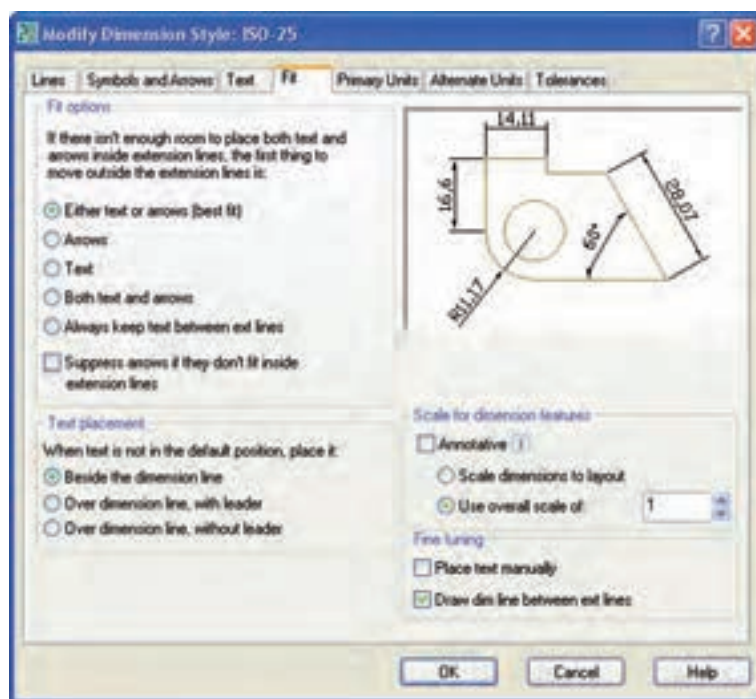 Modify Dimension Style: ISO-25
Lines
Symbols and Arrows
Text
Fit
Primary Units
Alternate Units
Tolerances
Fit options
If there isn't enough room to place both text and
arrows inside extension lines, the first thing to
move outside the extension lines is:
Either text or arrows (best fit)
Arrows
Text
Both text and arrows
Always keep text between ext lines
Suppress arrows if they don't fit inside
extension lines
Text placement
When text is not in the default position, place it:
Beside the dimension line
Over dimension line, with leader
Over dimension line, without leader
14,11
16,6
28,07
60°
R11,17
Scale for dimension features
Annotative
Scale dimensions to layout
Use overall scale of:
1
Fine tuning
Place text manually
Draw dim line between ext lines
OK
Cancel
Help